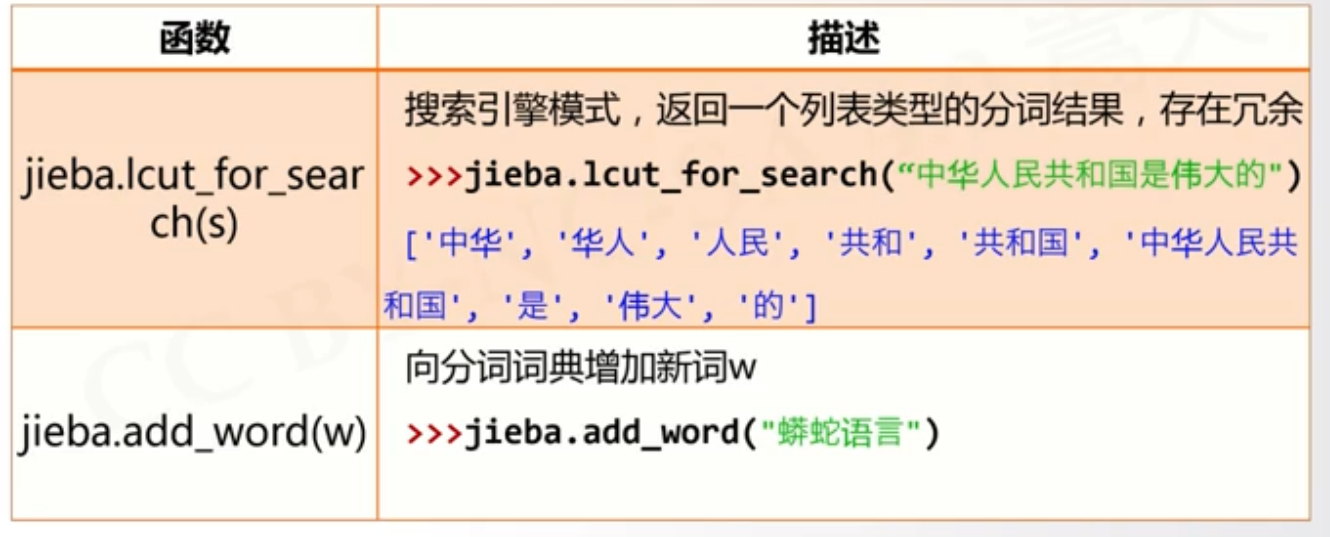 函数
描述
jieba.lcut_for_sear
ch(s)
搜索引擎模式，返回一个列表类型的分词结果，存在冗余
>>>jieba.lcut_for_search(“中华人民共和国是伟大的")
['中华', '华人', '人民', '共和', '共和国', '中华人民共
和国', '是', '伟大', '的']
jieba.add_word(w)
向分词词典增加新词w
>>>jieba.add_word("蟒蛇语言")